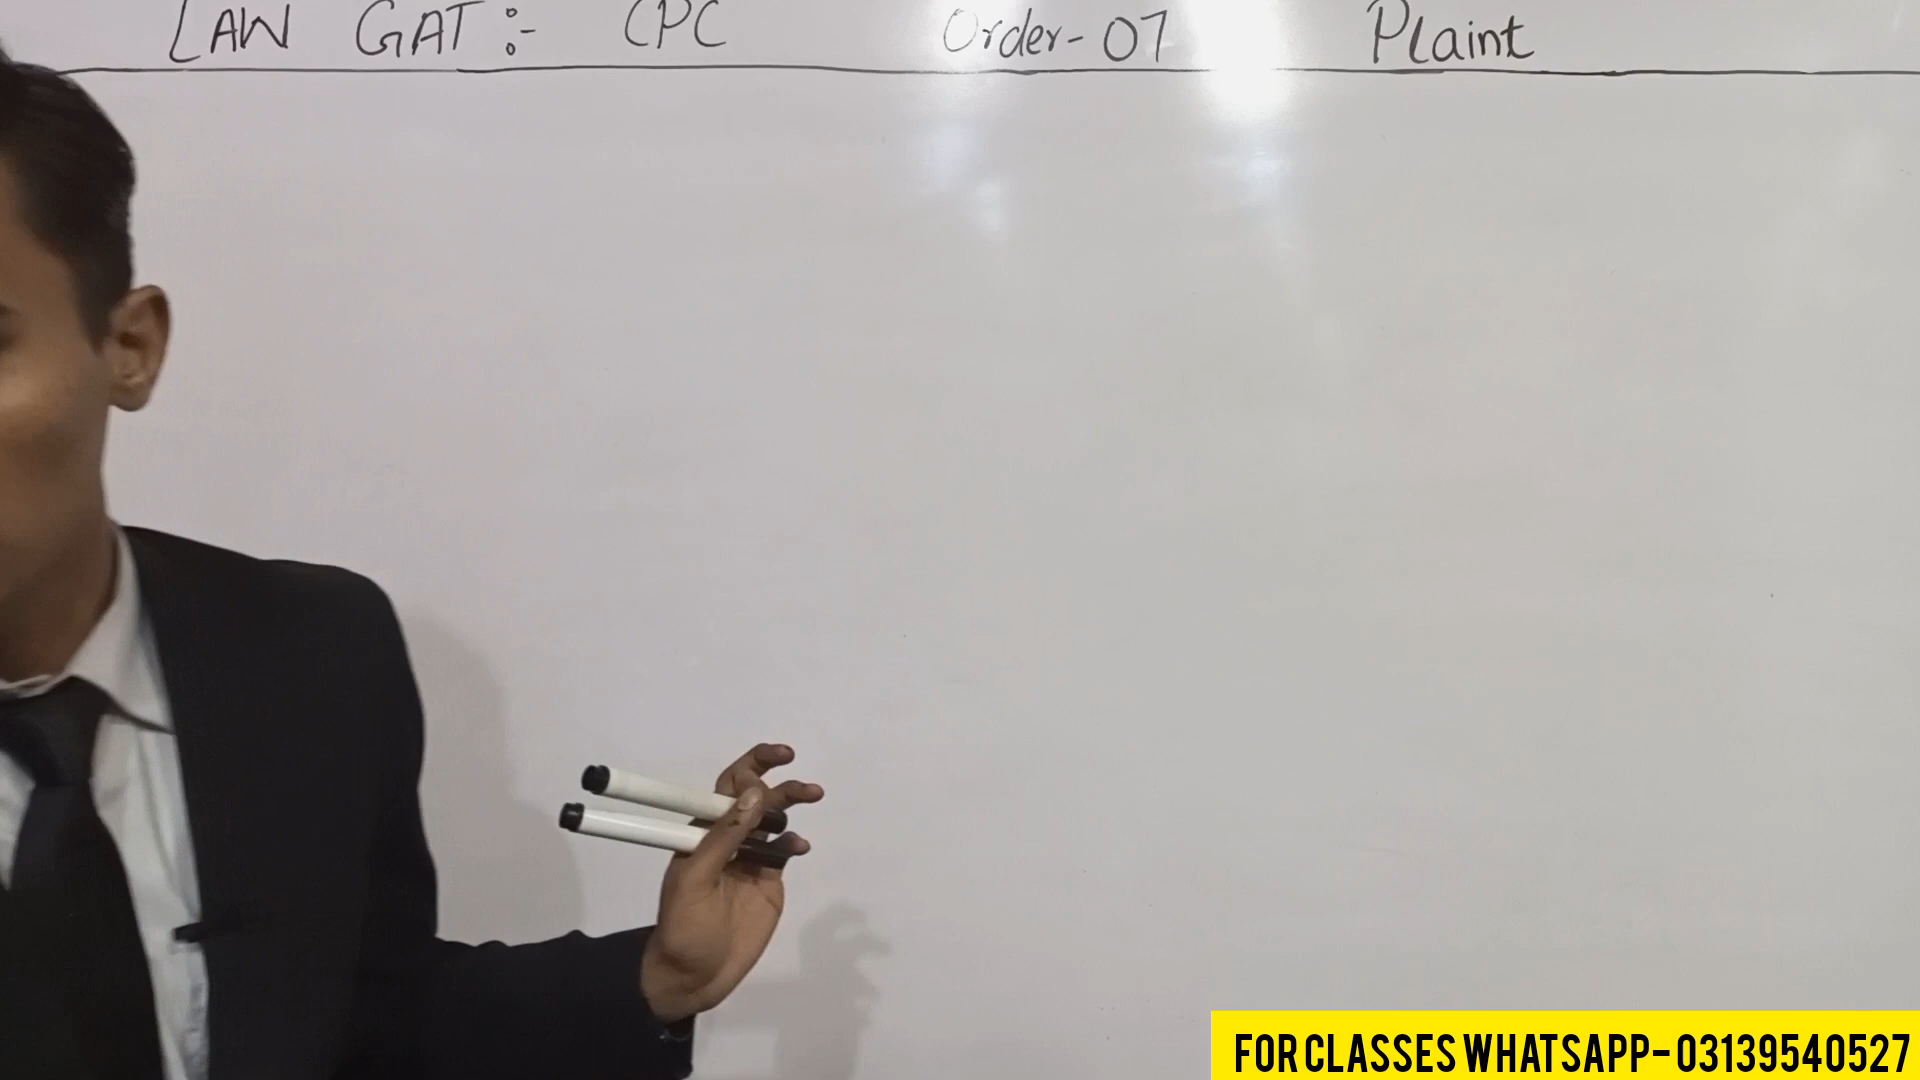 LAW GAT :- CPC Order-07 Plaint
FOR CLASSES WHATSAPP- 03139540527